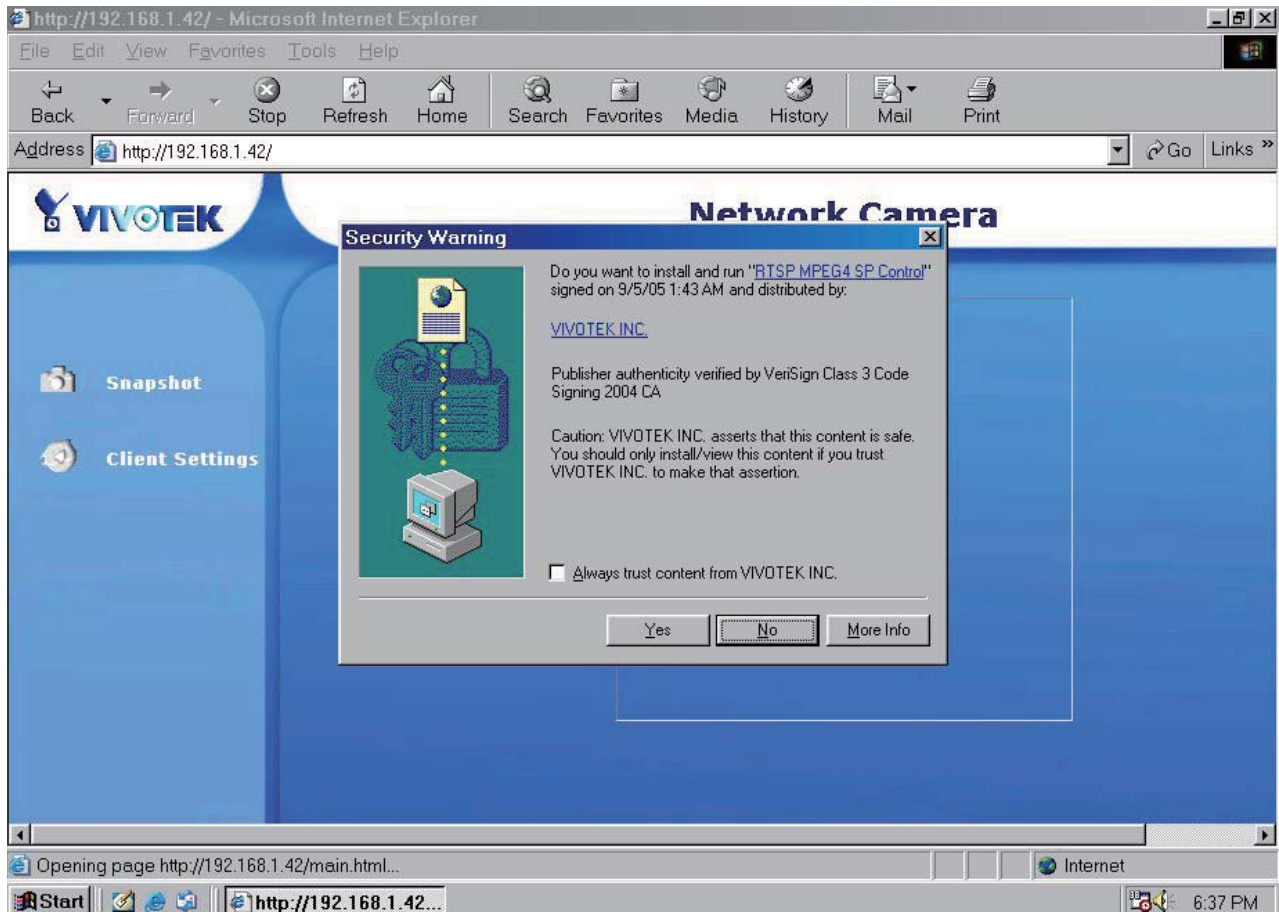 http://192.168.1.42/ - Microsoft Internet Explorer
File Edit View Favorites Tools Help
Back Forward Stop Refresh Home Search Favorites Media History Mail Print
Address http://192.168.1.42/ Go Links »
VIVOTEK
Network Camera
Security Warning
Do you want to install and run "RTSP MPEG4 SP Control"
signed on 9/5/05 1:43 AM and distributed by:
VIVOTEK INC.
Publisher authenticity verified by VeriSign Class 3 Code
Signing 2004 CA
Caution: VIVOTEK INC. asserts that this content is safe.
You should only install/view this content if you trust
VIVOTEK INC. to make that assertion.
Always trust content from VIVOTEK INC.
Yes No More Info
Snapshot
Client Settings
Opening page http://192.168.1.42/main.html... Internet
Start http://192.168.1.42... 6:37 PM